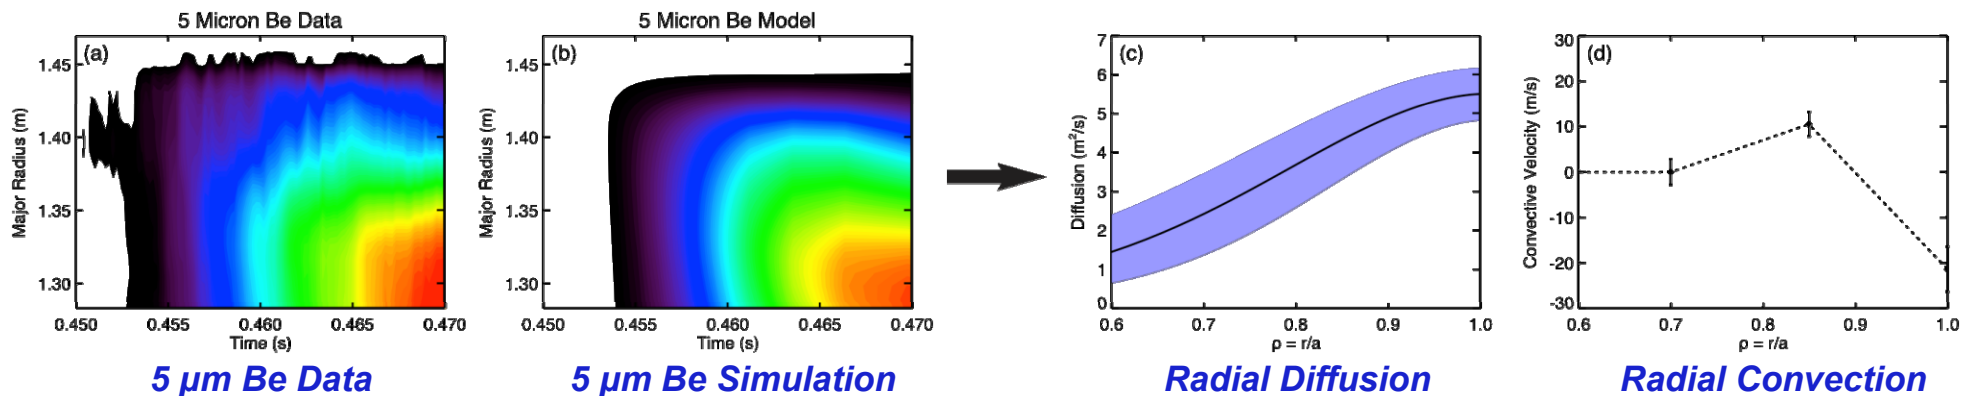 5 Micron Be Data
(a)
Major Radius (m)
1.45
1.40
1.35
1.30
0.450 0.455 0.460 0.465 0.470
Time (s)
5 µm Be Data
5 Micron Be Model
(b)
Major Radius (m)
1.45
1.40
1.35
1.30
0.450 0.455 0.460 0.465 0.470
Time (s)
5 µm Be Simulation
(c)
Diffusion (m²/s)
7
6
5
4
3
2
1
0
0.6 0.7 0.8 0.9 1.0
ρ = r/a
Radial Diffusion
(d)
Convective Velocity (m/s)
30
20
10
0
-10
-20
-30
0.6 0.7 0.8 0.9 1.0
ρ = r/a
Radial Convection